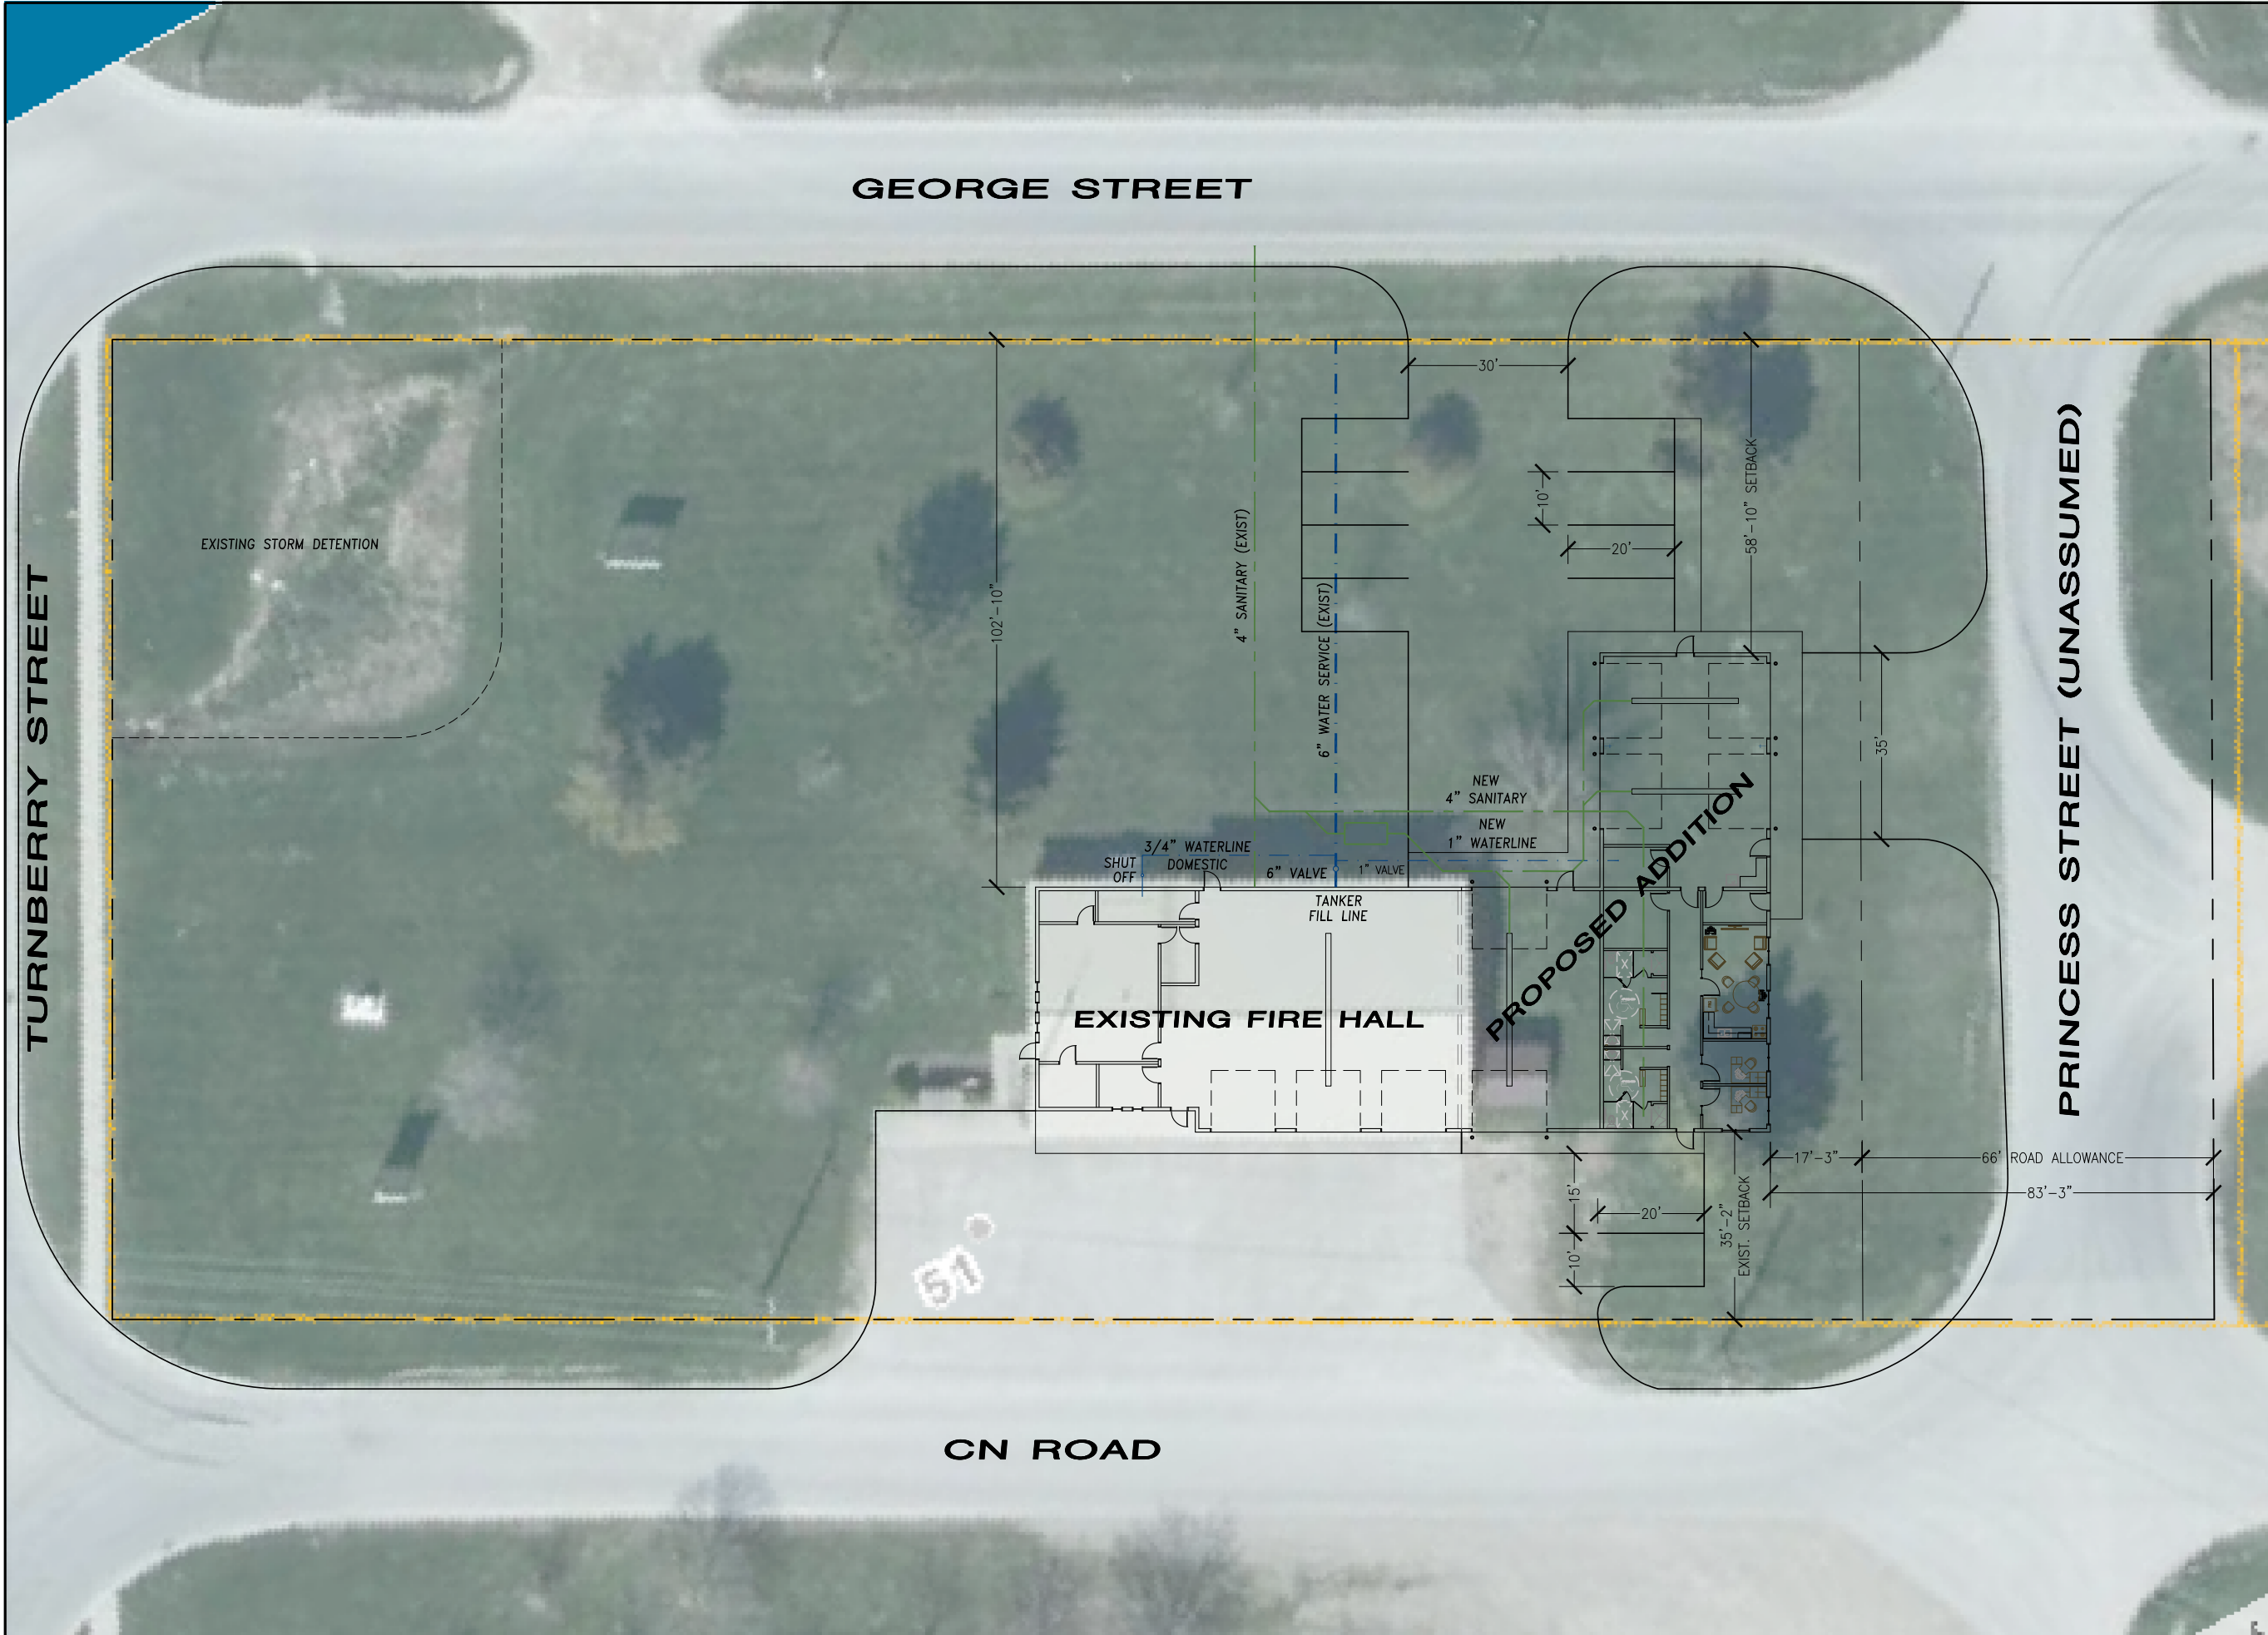 GEORGE STREET
30'
EXISTING STORM DETENTION
10'
20'
58'-10" SETBACK
102'-10"
4" SANITARY (EXIST)
6" WATER SERVICE (EXIST)
TURNBERRY STREET
PRINCESS STREET (UNASSUMED)
35'
NEW
4" SANITARY
NEW
1" WATERLINE
3/4" WATERLINE
DOMESTIC
SHUT
OFF
6" VALVE
1" VALVE
TANKER
FILL LINE
EXISTING FIRE HALL
PROPOSED ADDITION
17'-3"
66' ROAD ALLOWANCE
83'-3"
15'
20'
10'
35'-2"
EXIST. SETBACK
51
CN ROAD